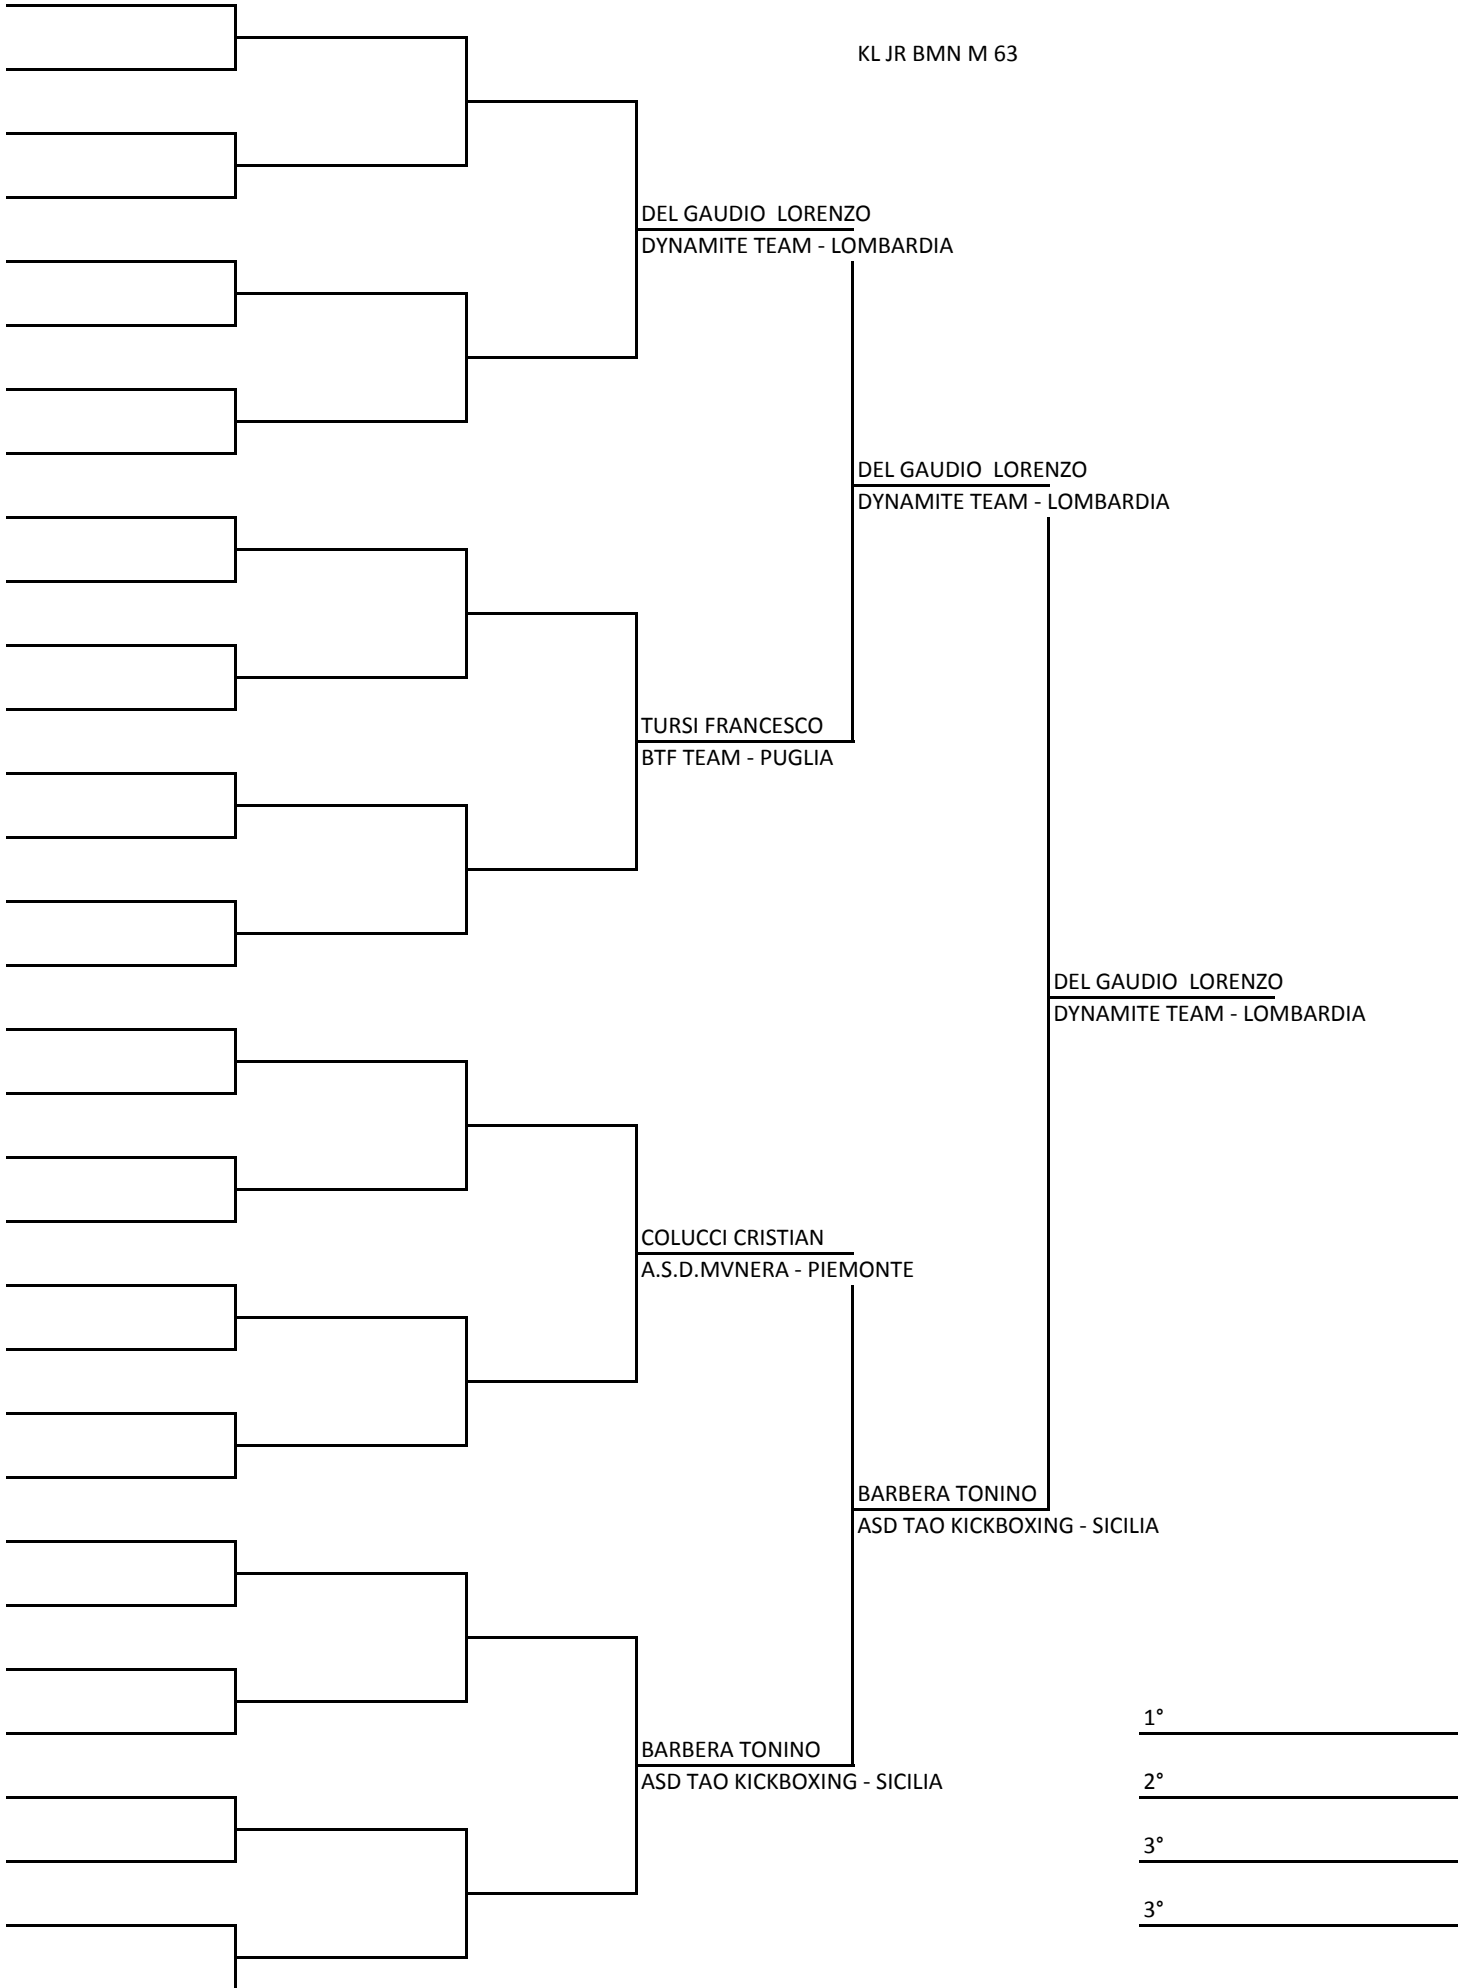 KL JR BMN M 63
DEL GAUDIO  LORENZO
DYNAMITE TEAM - LOMBARDIA
DEL GAUDIO  LORENZO
DYNAMITE TEAM - LOMBARDIA
TURSI FRANCESCO
BTF TEAM - PUGLIA
DEL GAUDIO  LORENZO
DYNAMITE TEAM - LOMBARDIA
COLUCCI CRISTIAN
A.S.D.MVNERA - PIEMONTE
BARBERA TONINO
ASD TAO KICKBOXING - SICILIA
1°
BARBERA TONINO
ASD TAO KICKBOXING - SICILIA
2°
3°
3°